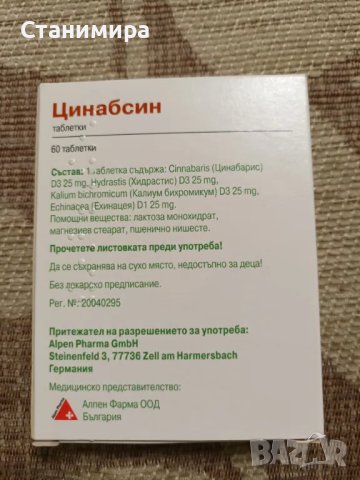 Станимира
Цинабсин
таблетки
60 таблетки
Състав: 1 таблетка съдържа: Cinnabaris (Цинабарис)
D3 25 mg, Hydrastis (Хидрастис) D3 25 mg,
Kalium bichromicum (Калиум бихромикум) D3 25 mg,
Echinacea (Ехинацея) D1 25 mg.
Помощни вещества: лактоза монохидрат,
магнезиев стеарат, пшенично нишесте.
Прочетете листовката преди употреба!
Да се съхранява на сухо място, недостъпно за деца!
Без лекарско предписание.
Рег. №: 20040295
Притежател на разрешението за употреба:
Alpen Pharma GmbH
Steinenfeld 3, 77736 Zell am Harmersbach
Германия
Медицинско представителство:
Алпен Фарма ООД
България
BAZAR